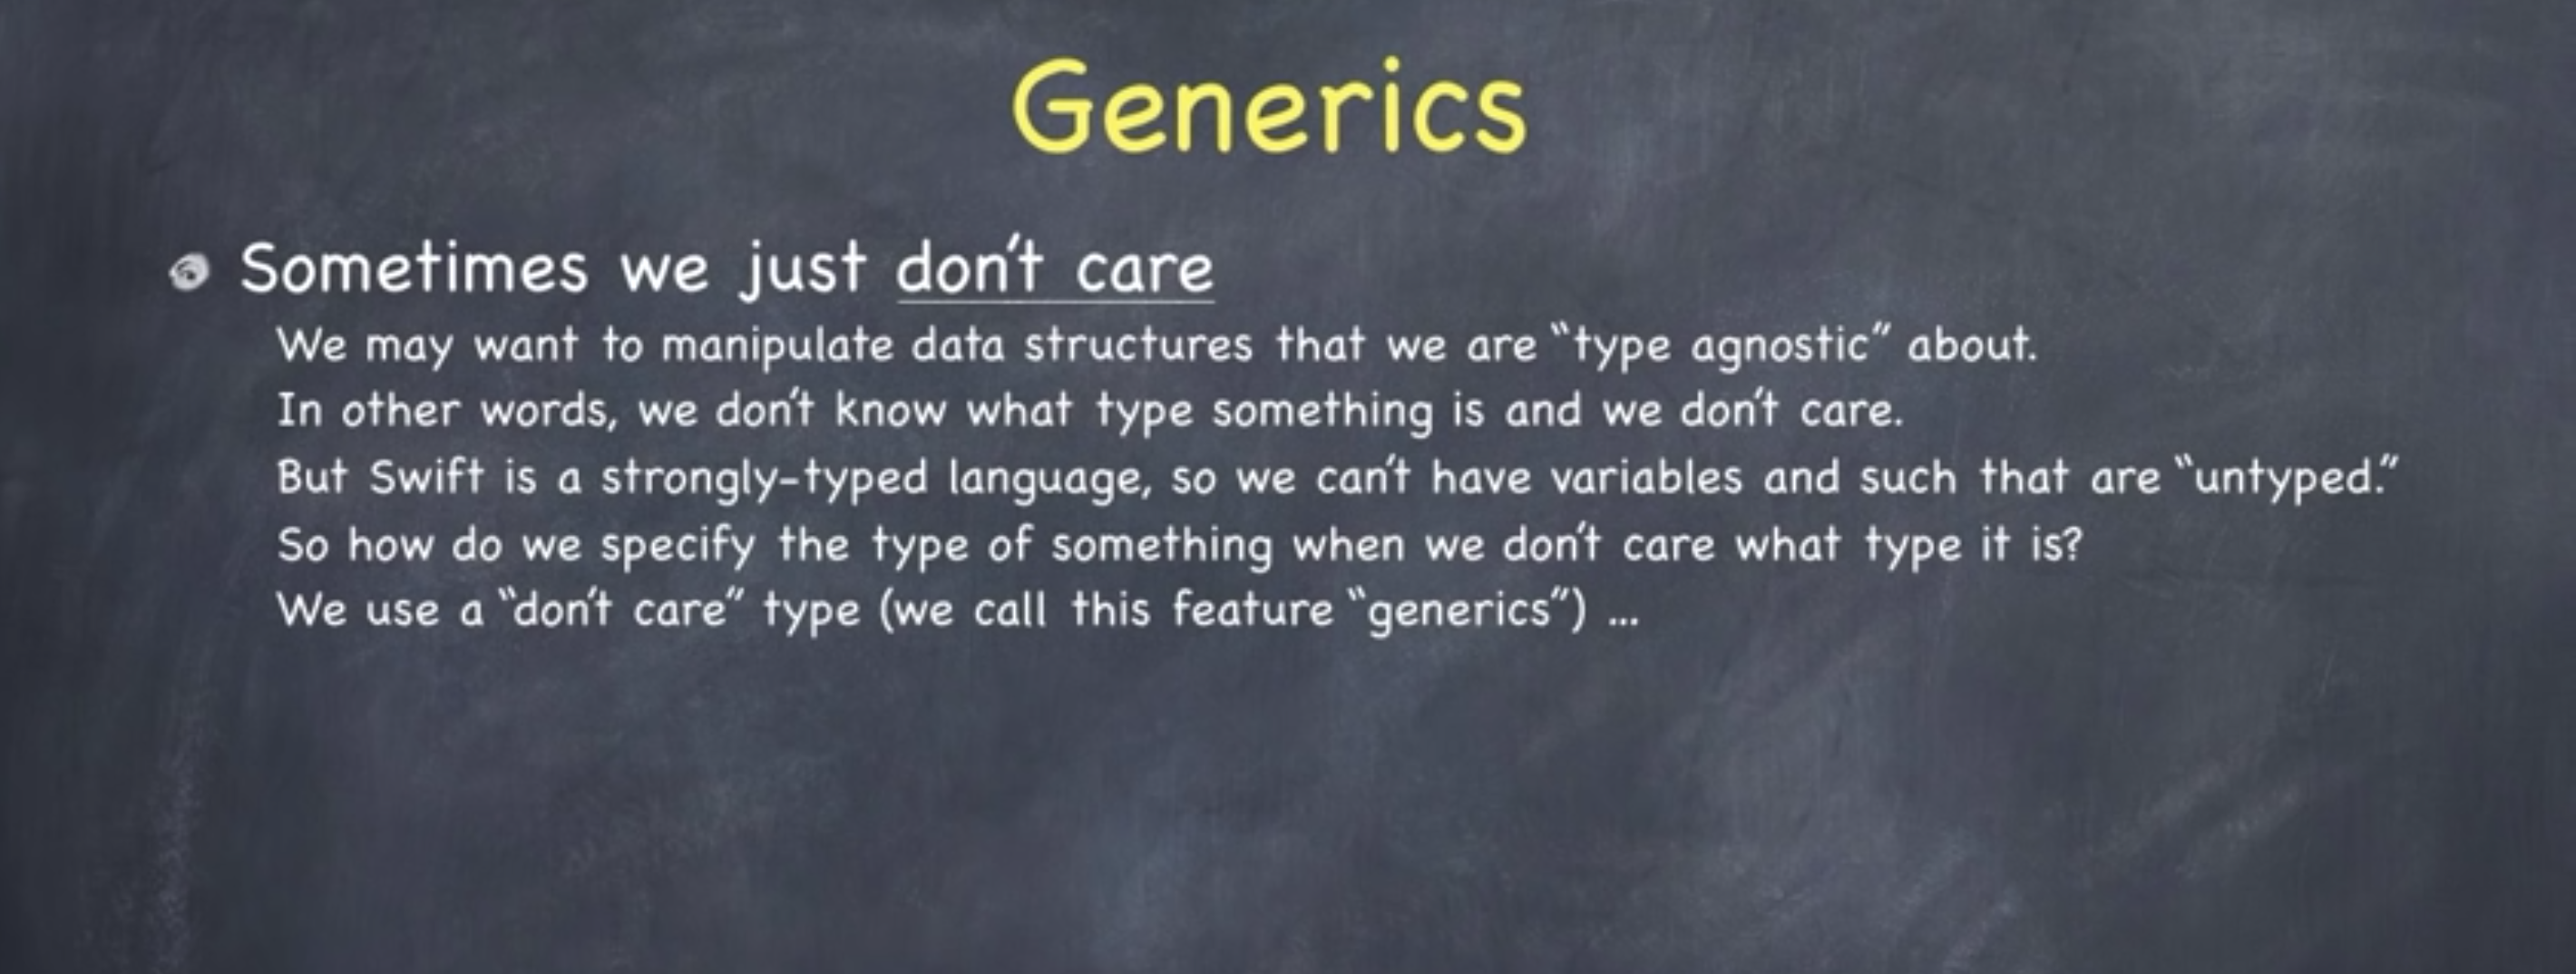 Generics
Sometimes we just don't care
We may want to manipulate data structures that we are “type agnostic” about.
In other words, we don't know what type something is and we don't care.
But Swift is a strongly-typed language, so we can't have variables and such that are “untyped.”
So how do we specify the type of something when we don't care what type it is?
We use a “don't care” type (we call this feature “generics”) ...